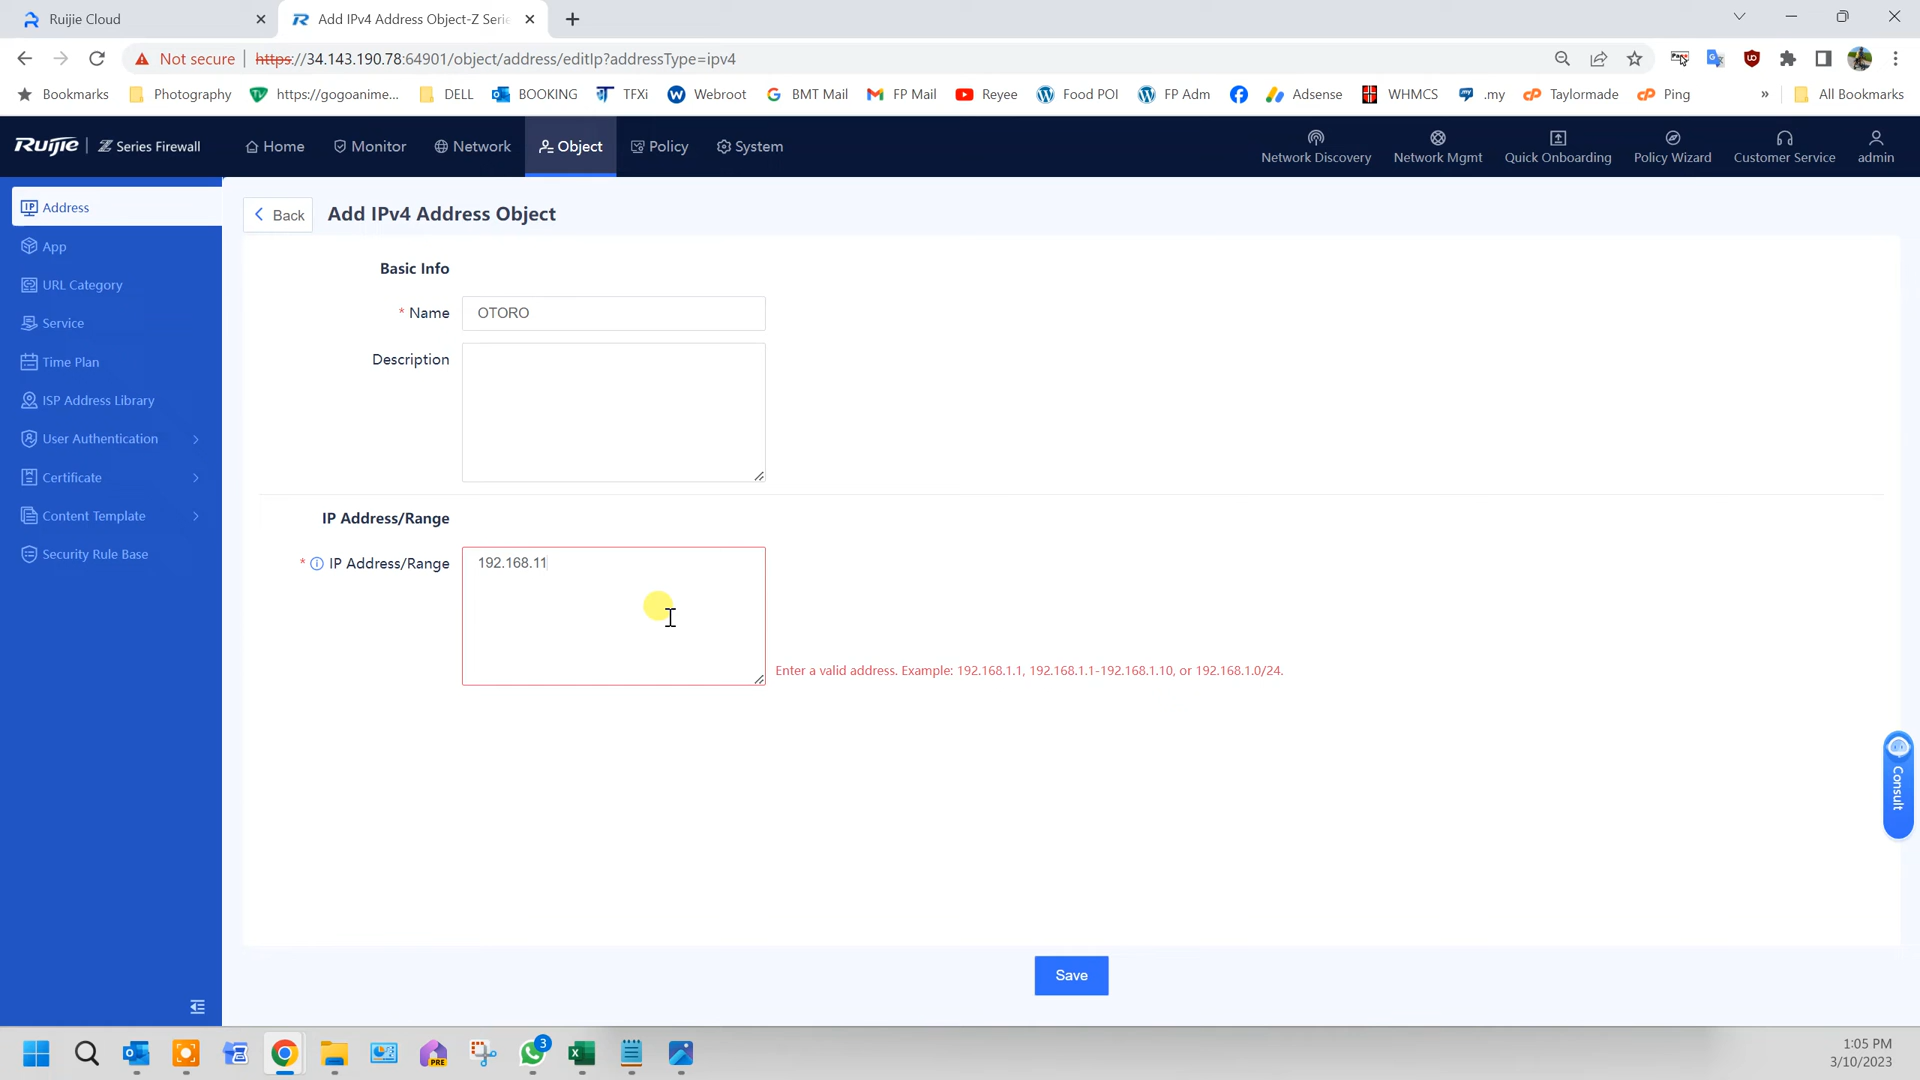 Ruijie Cloud
Add IPv4 Address Object-Z Serie
Not secure
https://34.143.190.78:64901/object/address/editIp?addressType=ipv4
Bookmarks
Photography
https://gogoanime...
DELL
BOOKING
TFXi
Webroot
BMT Mail
FP Mail
Reyee
Food POI
FP Adm
Adsense
WHMCS
.my
Taylormade
Ping
»
All Bookmarks
Ruijie | Z Series Firewall
Home
Monitor
Network
Object
Policy
System
Network Discovery
Network Mgmt
Quick Onboarding
Policy Wizard
Customer Service
admin
Address
App
URL Category
Service
Time Plan
ISP Address Library
User Authentication
Certificate
Content Template
Security Rule Base
Back
Add IPv4 Address Object
Basic Info
* Name
OTORO
Description
IP Address/Range
* IP Address/Range
192.168.11
Enter a valid address. Example: 192.168.1.1, 192.168.1.1-192.168.1.10, or 192.168.1.0/24.
Consult
Save
PRE
3
1:05 PM
3/10/2023